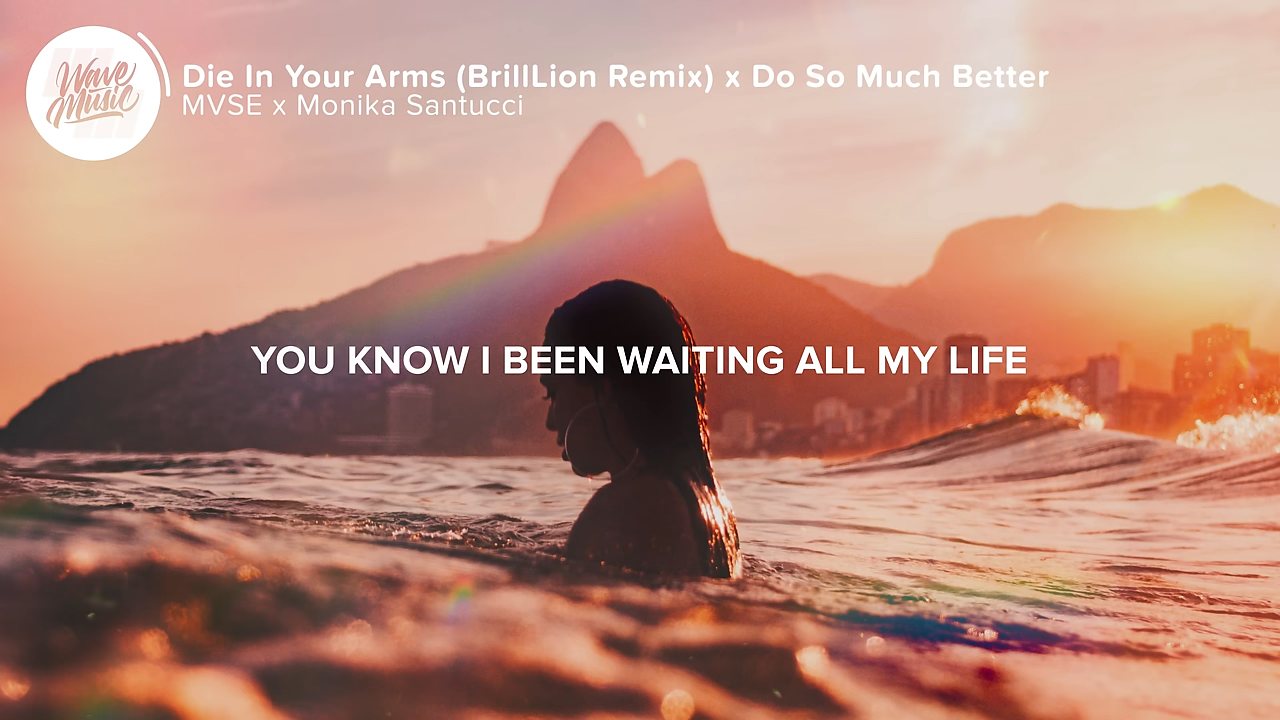 Wave
Music
Die In Your Arms (BrillLion Remix) x Do So Much Better
MVSE x Monika Santucci
YOU KNOW I BEEN WAITING ALL MY LIFE